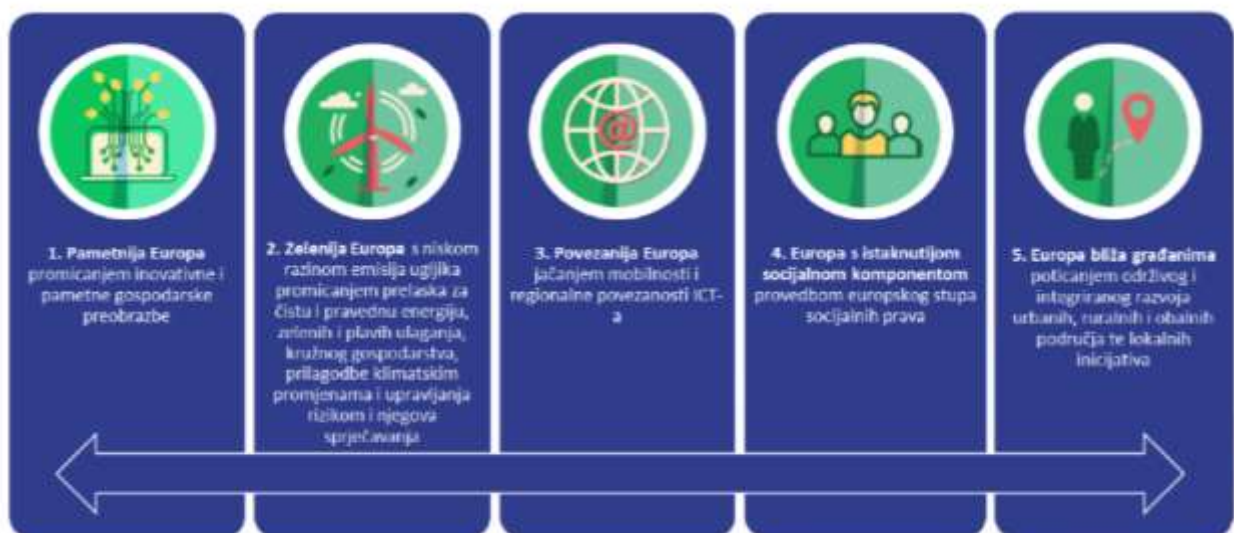 1. Pametnija Europa
promicanjem inovativne i
pametne gospodarske
preobrazbe
2. Zelenija Europa s niskom
razinom emisija ugljika
promicanjem prelaska za
čistu i pravednu energiju,
zelenih i plavih ulaganja,
kružnog gospodarstva,
prilagodbe klimatskim
promjenama i upravljanja
rizikom i njegova
sprječavanja
3. Povezanija Europa
jačanjem mobilnosti i
regionalne povezanosti ICT-
a
4. Europa s istaknutijom
socijalnom komponentom
provedbom europskog stupa
socijalnih prava
5. Europa bliža građanima
poticanjem održivog i
integriranog razvoja
urbanih, ruralnih i obalnih
područja te lokalnih
inicijativa